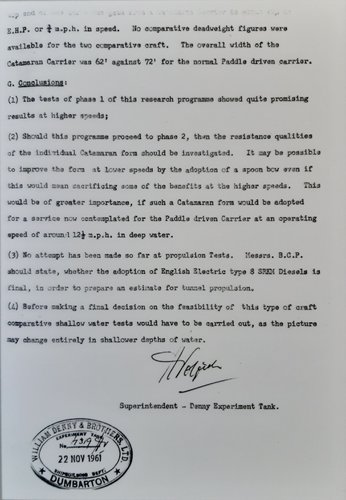 E.H.P. or ¼ m.p.h. in speed. No comparative deadweight figures were
available for the two comparative craft. The overall width of the
Catamaran Carrier was 62' against 72' for the normal Paddle driven carrier.
G. Conclusions:
(1) The tests of phase 1 of this research programme showed quite promising
results at higher speeds;
(2) Should this programme proceed to phase 2, then the resistance qualities
of the individual Catamaran form should be investigated. It may be possible
to improve the form at lower speeds by the adoption of a spoon bow even if
this would mean sacrificing some of the benefits at the higher speeds. This
would be of greater importance, if such a Catamaran form would be adopted
for a service now contemplated for the Paddle driven Carrier at an operating
speed of around 12½ m.p.h. in deep water.
(3) No attempt has been made so far at propulsion Tests. Messrs. B.C.P.
should state, whether the adoption of English Electric type 8 SRKM Diesels is
final, in order to prepare an estimate for tunnel propulsion.
(4) Before making a final decision on the feasibility of this type of craft
comparative shallow water tests would have to be carried out, as the picture
may change entirely in shallower depths of water.
Superintendent - Denny Experiment Tank.
WILLIAM DENNY & BROTHERS, LTD.
EXPERIMENT TANK
No.
22 NOV 1961
SHIPBUILDING DEPT.
DUMBARTON